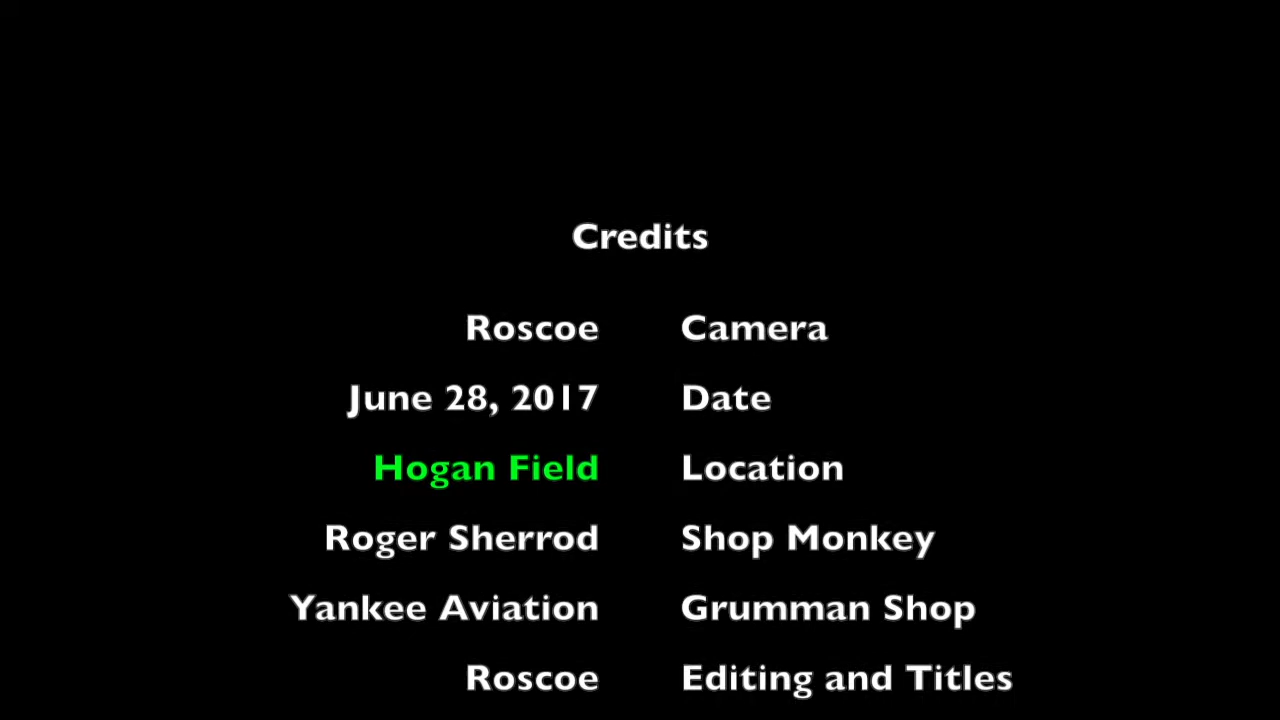 Credits
Roscoe Camera
June 28, 2017 Date
Hogan Field Location
Roger Sherrod Shop Monkey
Yankee Aviation Grumman Shop
Roscoe Editing and Titles